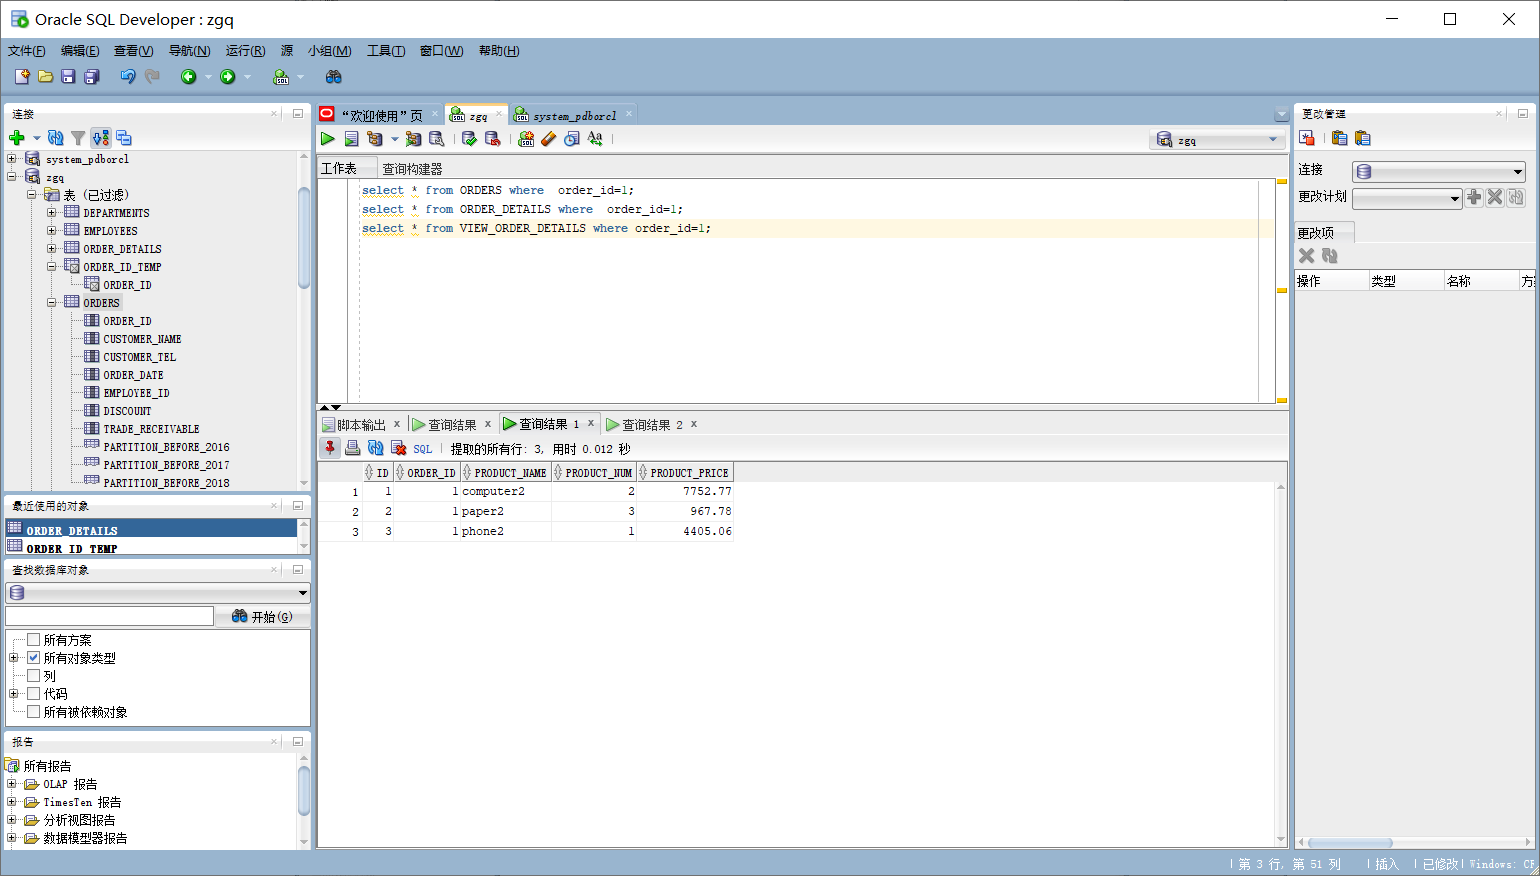 Oracle SQL Developer : zgq
文件(F) 编辑(E) 查看(V) 导航(N) 运行(R) 源 小组(M) 工具(T) 窗口(W) 帮助(H)
连接
system_pdborcl
zgq
表 (已过滤)
DEPARTMENTS
EMPLOYEES
ORDER_DETAILS
ORDER_ID_TEMP
ORDER_ID
ORDERS
ORDER_ID
CUSTOMER_NAME
CUSTOMER_TEL
ORDER_DATE
EMPLOYEE_ID
DISCOUNT
TRADE_RECEIVABLE
PARTITION_BEFORE_2016
PARTITION_BEFORE_2017
PARTITION_BEFORE_2018
最近使用的对象
ORDER_DETAILS
ORDER_ID_TEMP
查找数据库对象
开始(G)
所有方案
所有对象类型
列
代码
所有被依赖对象
报告
所有报告
OLAP 报告
TimesTen 报告
分析视图报告
数据模型器报告
“欢迎使用”页 zgq system_pdborcl
zgq
工作表 查询构建器
select * from ORDERS where  order_id=1;
select * from ORDER_DETAILS where  order_id=1;
select * from VIEW_ORDER_DETAILS where order_id=1;
脚本输出 查询结果 查询结果 1 查询结果 2
SQL 提取的所有行: 3, 用时 0.012 秒
ID ORDER_ID PRODUCT_NAME PRODUCT_NUM PRODUCT_PRICE
1 1 1 computer2 2 7752.77
2 2 1 paper2 3 967.78
3 3 1 phone2 1 4405.06
更改管理
连接
更改计划
更改项
操作 类型 名称
第 3 行, 第 51 列 插入 已修改 Windows: CR